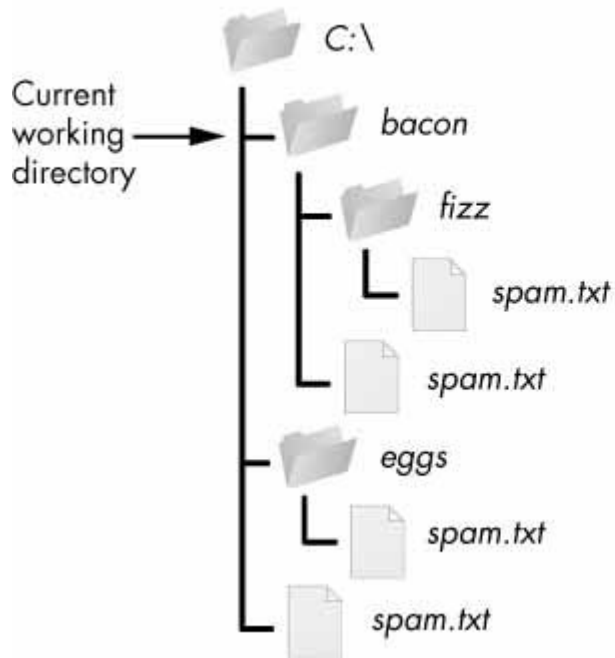 C:\
Current
working
directory
bacon
fizz
spam.txt
spam.txt
eggs
spam.txt
spam.txt